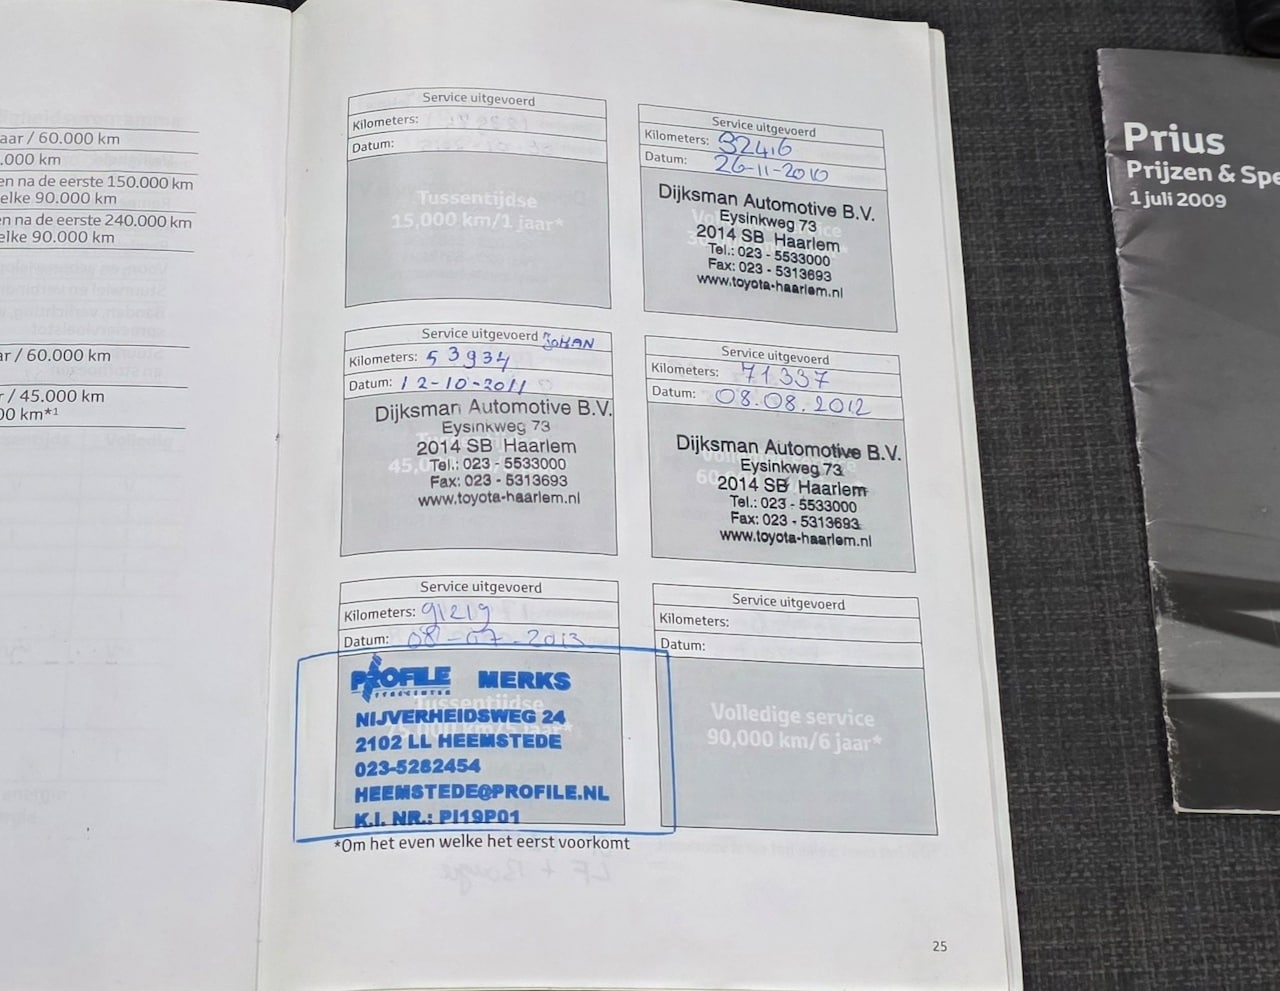 aar / 60.000 km
.000 km
en na de eerste 150.000 km
elke 90.000 km
en na de eerste 240.000 km
elke 90.000 km
ar / 60.000 km
r / 45.000 km
00 km*1
Service uitgevoerd
Kilometers:
Datum:
Tussentijdse
15,000 km/1 jaar*
Service uitgevoerd
Kilometers: 32416
Datum: 26-11-2010
Dijksman Automotive B.V.
Eysinkweg 73
2014 SB Haarlem
Tel.: 023 - 5533000
Fax: 023 - 5313693
www.toyota-haarlem.nl
Service uitgevoerd JOHAN
Kilometers: 53934
Datum: 12-10-2011
Dijksman Automotive B.V.
Eysinkweg 73
2014 SB Haarlem
Tel.: 023 - 5533000
Fax: 023 - 5313693
www.toyota-haarlem.nl
Service uitgevoerd
Kilometers: 71337
Datum: 08.08.2012
Dijksman Automotive B.V.
Eysinkweg 73
2014 SB Haarlem
Tel.: 023 - 5533000
Fax: 023 - 5313693
www.toyota-haarlem.nl
Service uitgevoerd
Kilometers: 91219
Datum: 08-07-2013
PROFILE MERKS
NIJVERHEIDSWEG 24
2102 LL HEEMSTEDE
023-5282454
HEEMSTEDE@PROFILE.NL
K.I. NR.: PI19P01
Service uitgevoerd
Kilometers:
Datum:
Volledige service
90,000 km/6 jaar*
*Om het even welke het eerst voorkomt
25
Prius
Prijzen & Spe
1 juli 2009